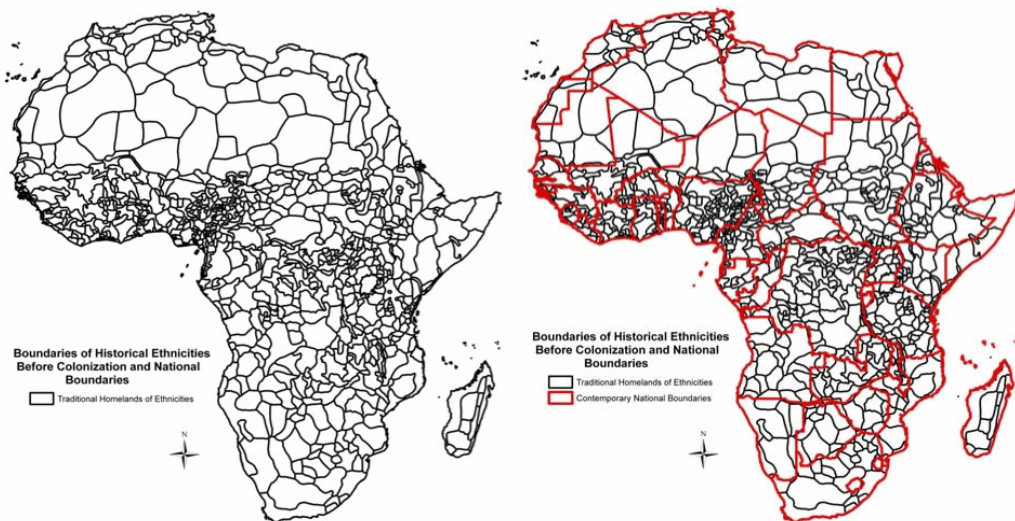 Boundaries of Historical Ethnicities
Before Colonization and National
Boundaries
Traditional Homelands of Ethnicities
N
Boundaries of Historical Ethnicities
Before Colonization and National
Boundaries
Traditional Homelands of Ethnicities
Contemporary National Boundaries
N